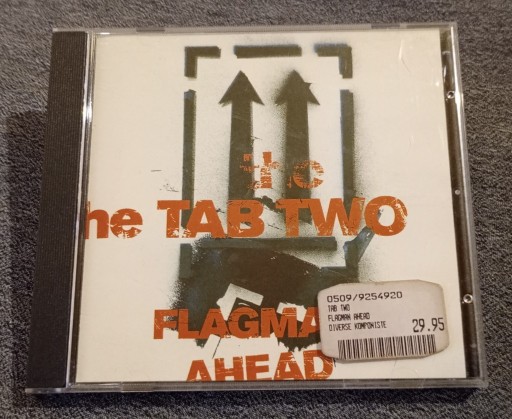 the
he TAB TWO
FLAGMA
AHEAD
0509/9254920
TAB TWO
FLAGMAN AHEAD
DIVERSE KOMPONISTE
29.95